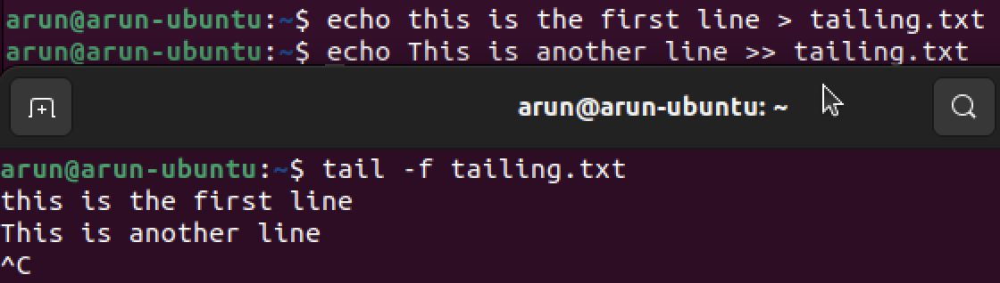 arun@arun-ubuntu:~$ echo this is the first line > tailing.txt
arun@arun-ubuntu:~$ echo This is another line >> tailing.txt
arun@arun-ubuntu: ~
arun@arun-ubuntu:~$ tail -f tailing.txt
this is the first line
This is another line
^C